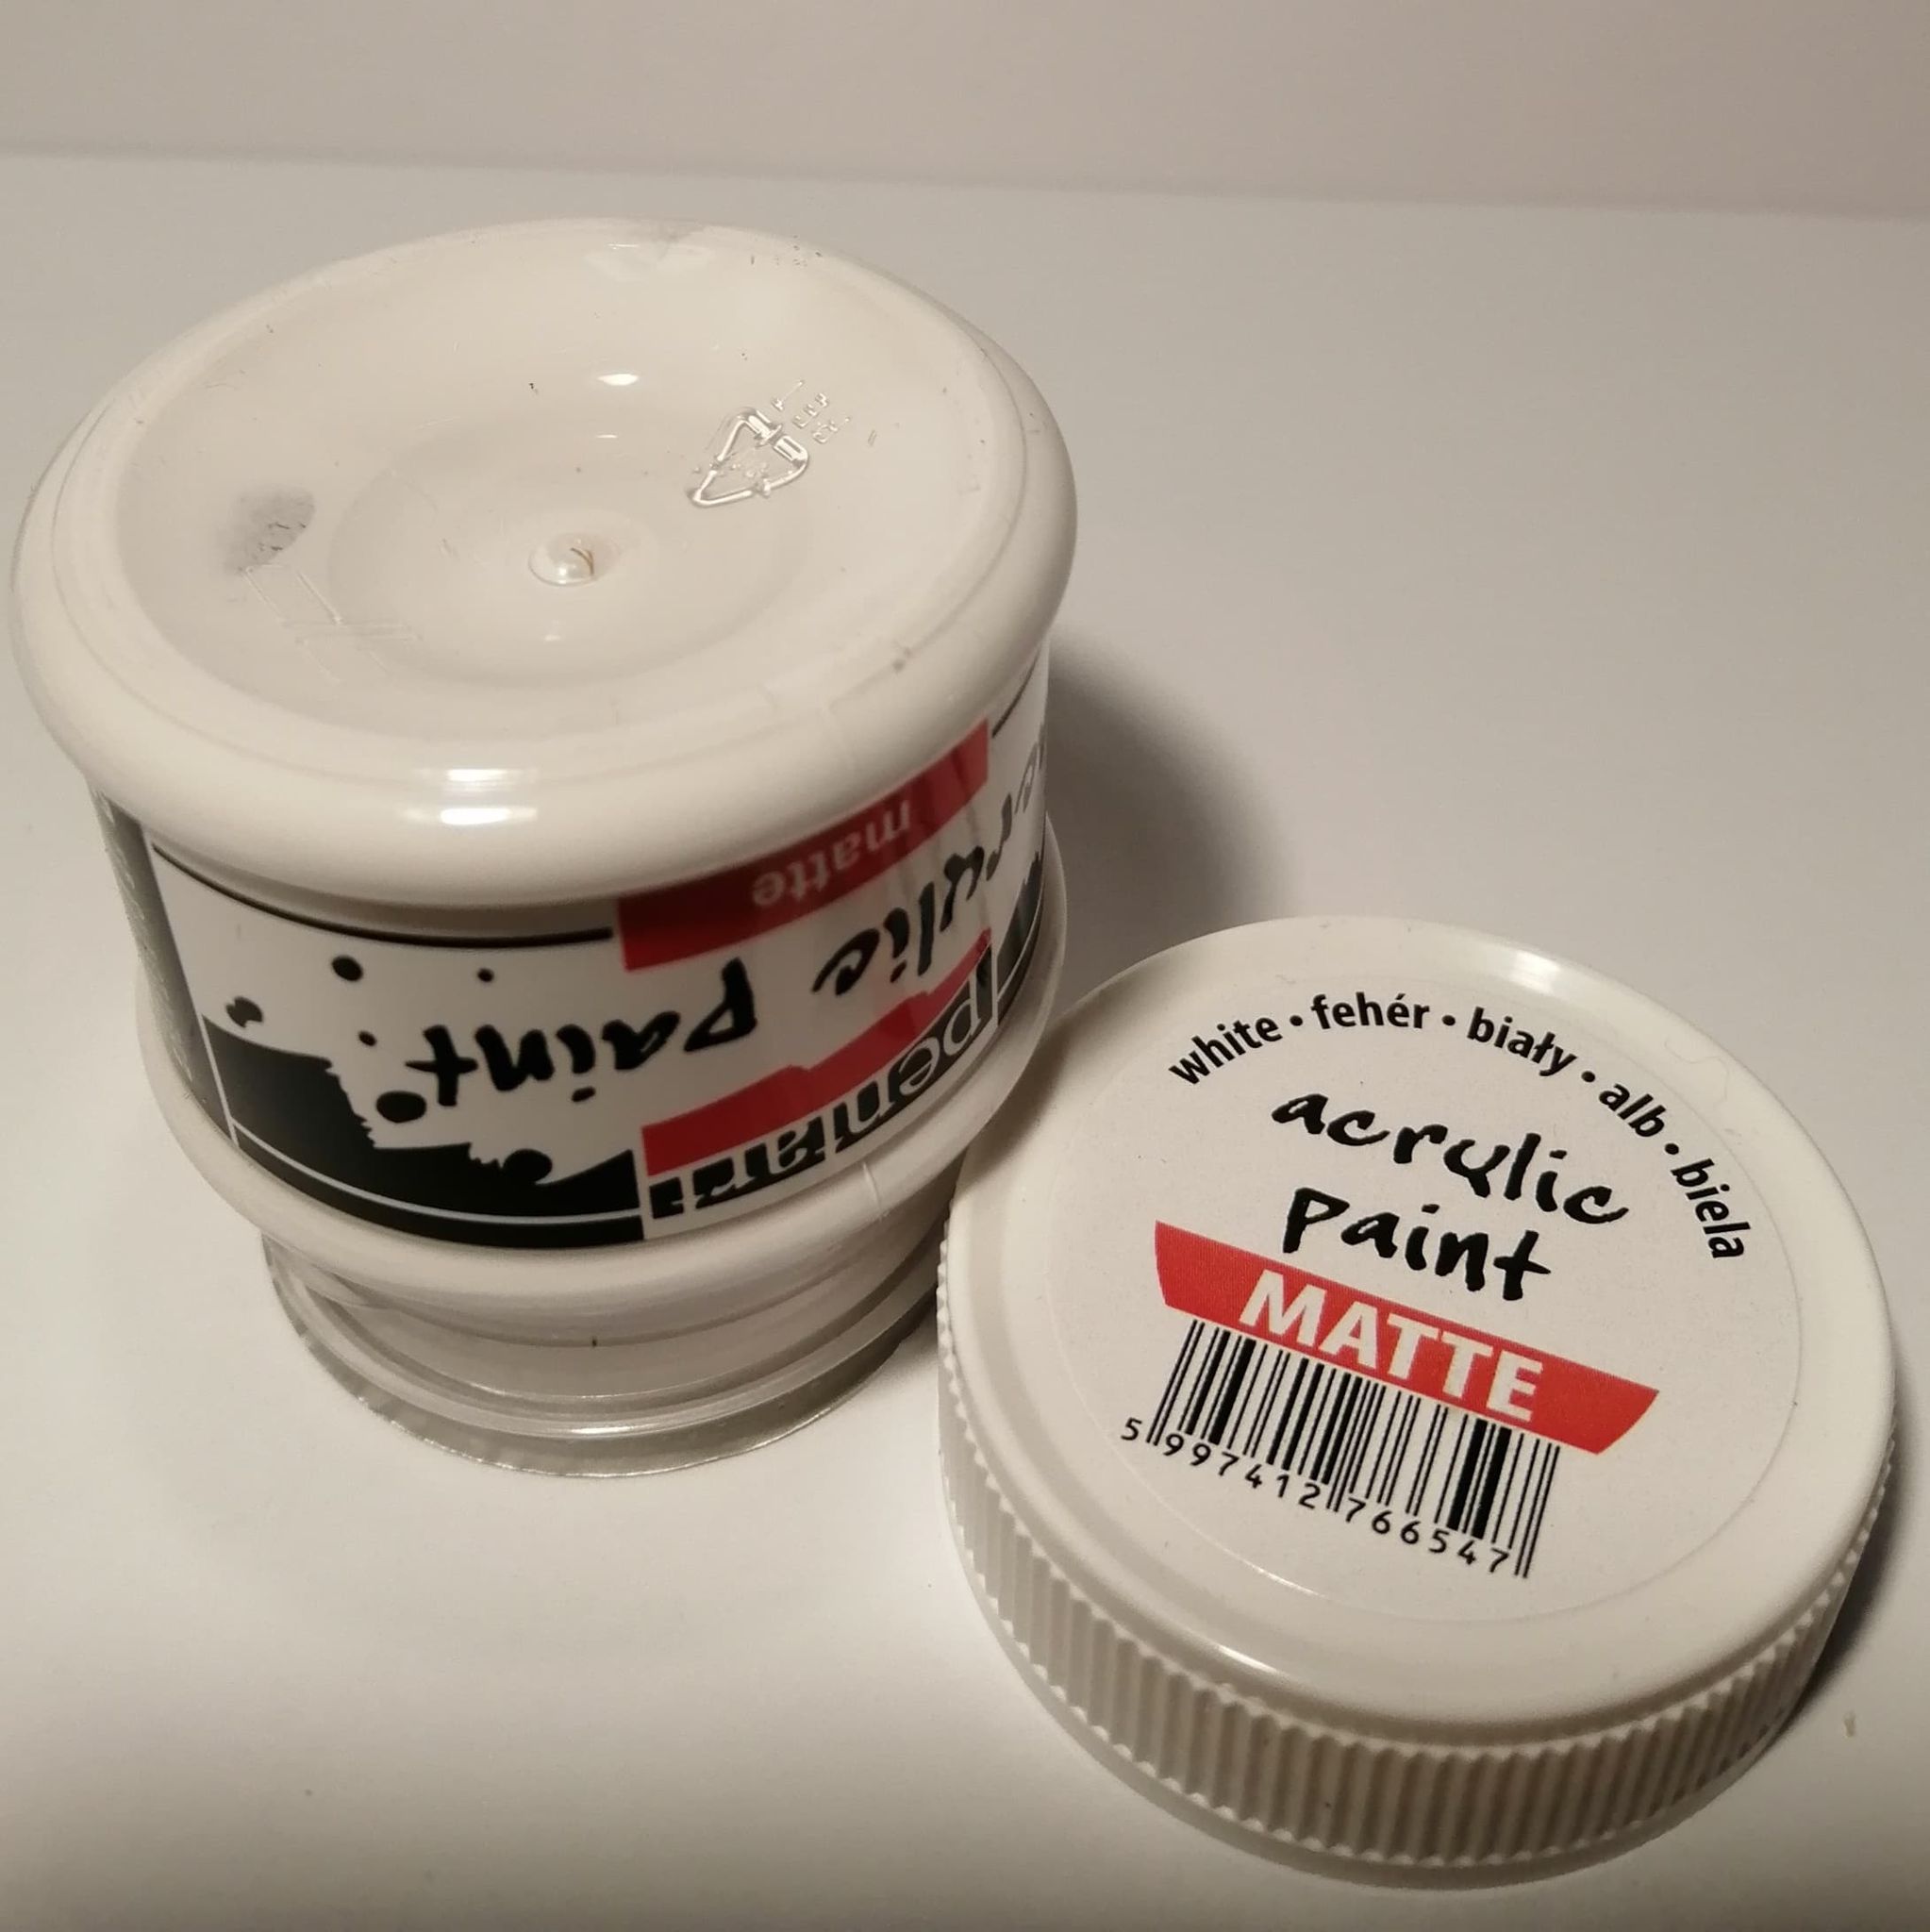 matte
acrylic paint
pentart
white • fehér • biały • alb • biela
acrylic
paint
MATTE
5 997412 766547